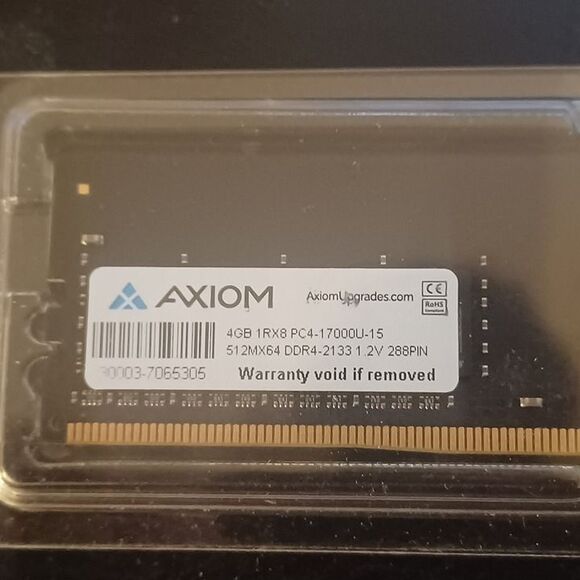 AXIOM
AxiomUpgrades.com
CE
RoHS
Compliant
4GB 1RX8 PC4-17000U-15
512MX64 DDR4-2133 1.2V 288PIN
30003-7065305
Warranty void if removed